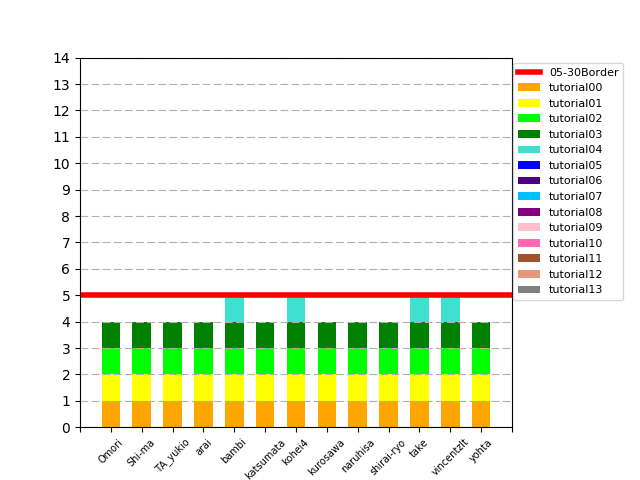 14
13
12
11
10
9
8
7
6
5
4
3
2
1
0
Omori
Shi-ma
TA_yukio
arai
bambi
katsumata
kohei4
kurosawa
naruhisa
shirai-ryo
take
vincentzlt
yohta
05-30Border
tutorial00
tutorial01
tutorial02
tutorial03
tutorial04
tutorial05
tutorial06
tutorial07
tutorial08
tutorial09
tutorial10
tutorial11
tutorial12
tutorial13